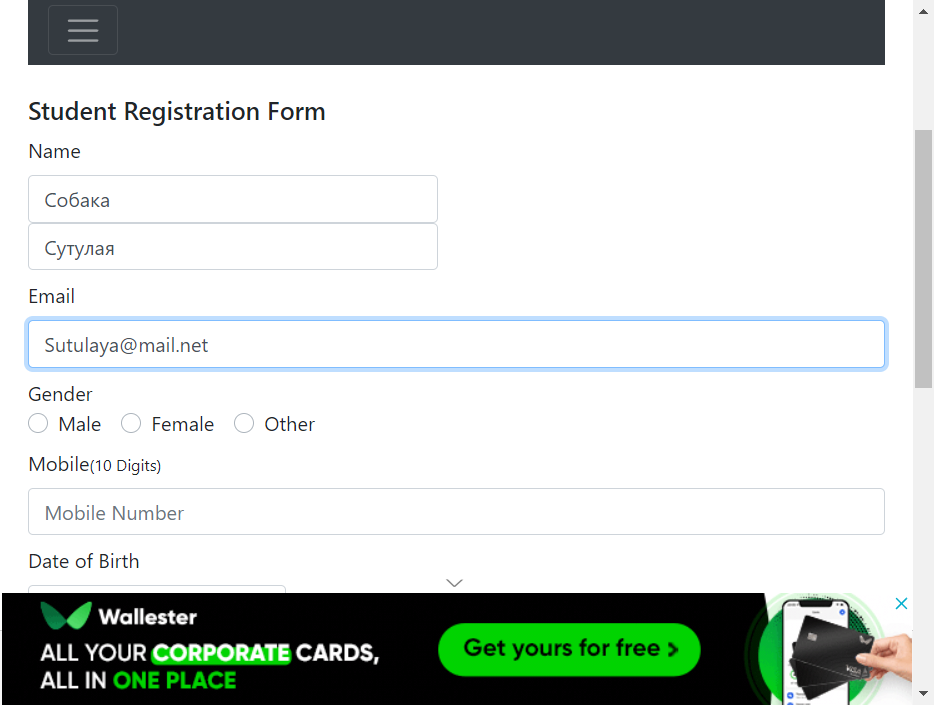 Student Registration Form
Name
Собака
Сутулая
Email
Sutulaya@mail.net
Gender
Male Female Other
Mobile(10 Digits)
Mobile Number
Date of Birth
Wallester
ALL YOUR CORPORATE CARDS,
ALL IN ONE PLACE
Get yours for free >
VISA